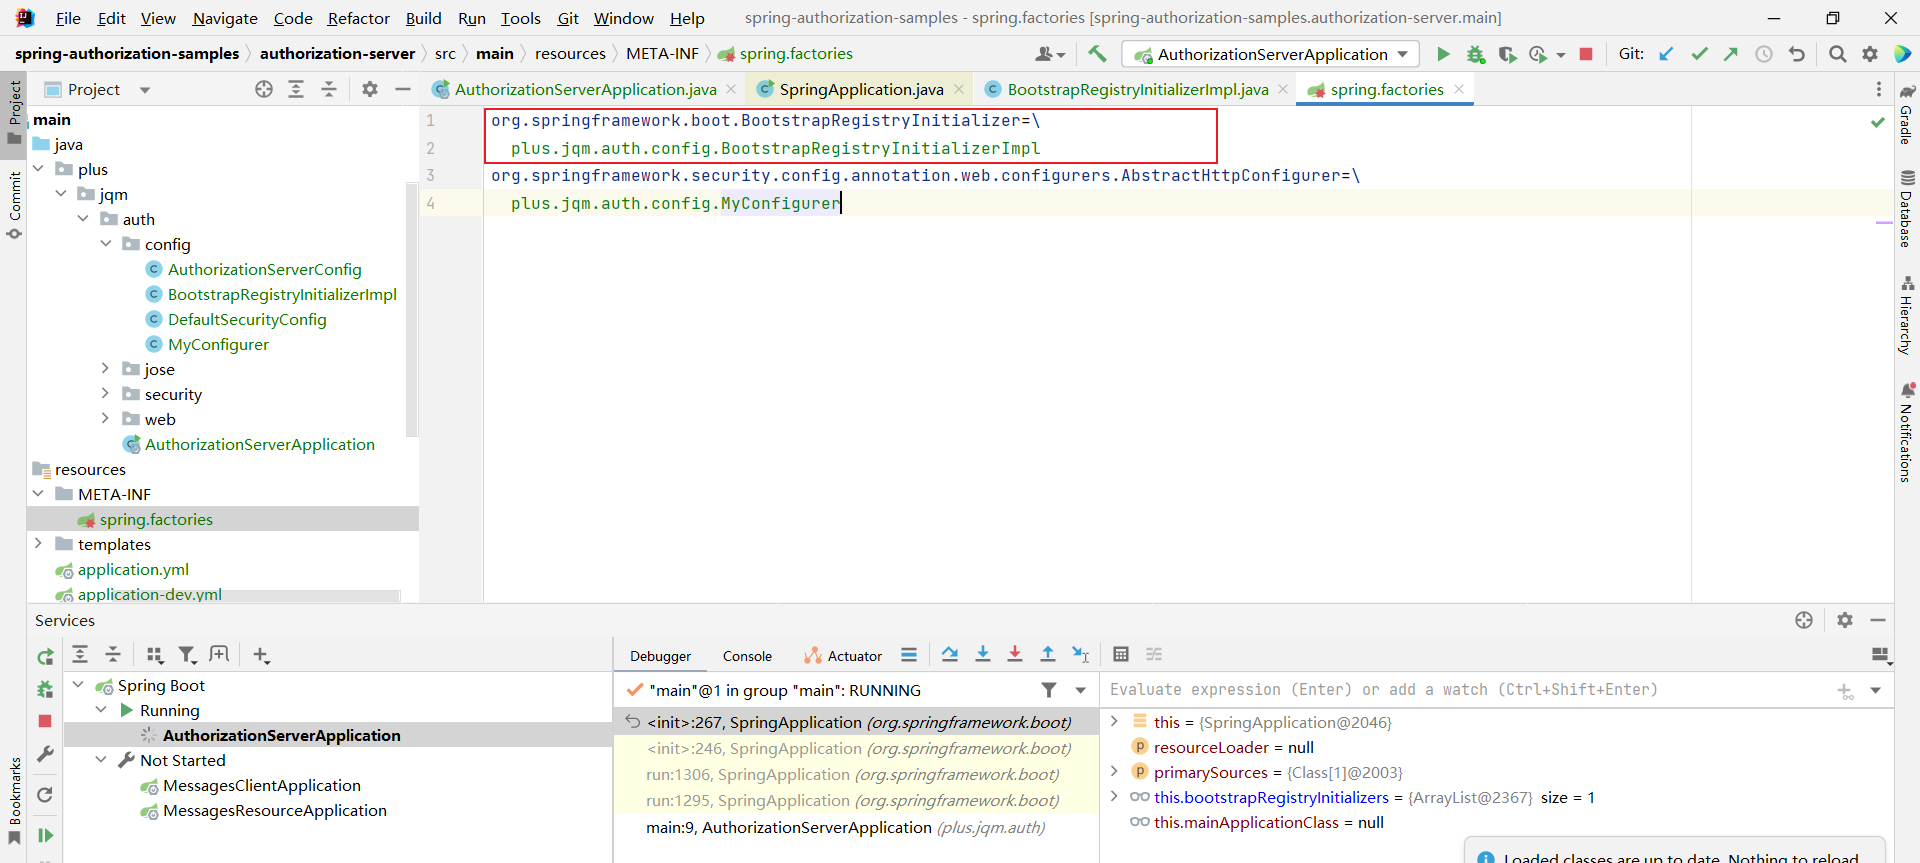 File Edit View Navigate Code Refactor Build Run Tools Git Window Help spring-authorization-samples - spring.factories [spring-authorization-samples.authorization-server.main]
spring-authorization-samples authorization-server src main resources META-INF spring.factories AuthorizationServerApplication Git:
Project
AuthorizationServerApplication.java SpringApplication.java BootstrapRegistryInitializerImpl.java spring.factories
Project
Commit
Bookmarks
main
java
plus
jqm
auth
config
AuthorizationServerConfig
BootstrapRegistryInitializerImpl
DefaultSecurityConfig
MyConfigurer
jose
security
web
AuthorizationServerApplication
resources
META-INF
spring.factories
templates
application.yml
application-dev.yml
1 org.springframework.boot.BootstrapRegistryInitializer=\
2 plus.jqm.auth.config.BootstrapRegistryInitializerImpl
3 org.springframework.security.config.annotation.web.configurers.AbstractHttpConfigurer=\
4 plus.jqm.auth.config.MyConfigurer
Gradle
Database
Hierarchy
Notifications
Services
Spring Boot
Running
AuthorizationServerApplication
Not Started
MessagesClientApplication
MessagesResourceApplication
Debugger Console Actuator
"main"@1 in group "main": RUNNING
<init>:267, SpringApplication (org.springframework.boot)
<init>:246, SpringApplication (org.springframework.boot)
run:1306, SpringApplication (org.springframework.boot)
run:1295, SpringApplication (org.springframework.boot)
main:9, AuthorizationServerApplication (plus.jqm.auth)
Evaluate expression (Enter) or add a watch (Ctrl+Shift+Enter)
this = {SpringApplication@2046}
resourceLoader = null
primarySources = {Class[1]@2003}
this.bootstrapRegistryInitializers = {ArrayList@2367} size = 1
this.mainApplicationClass = null
Loaded classes are up to date. Nothing to reload